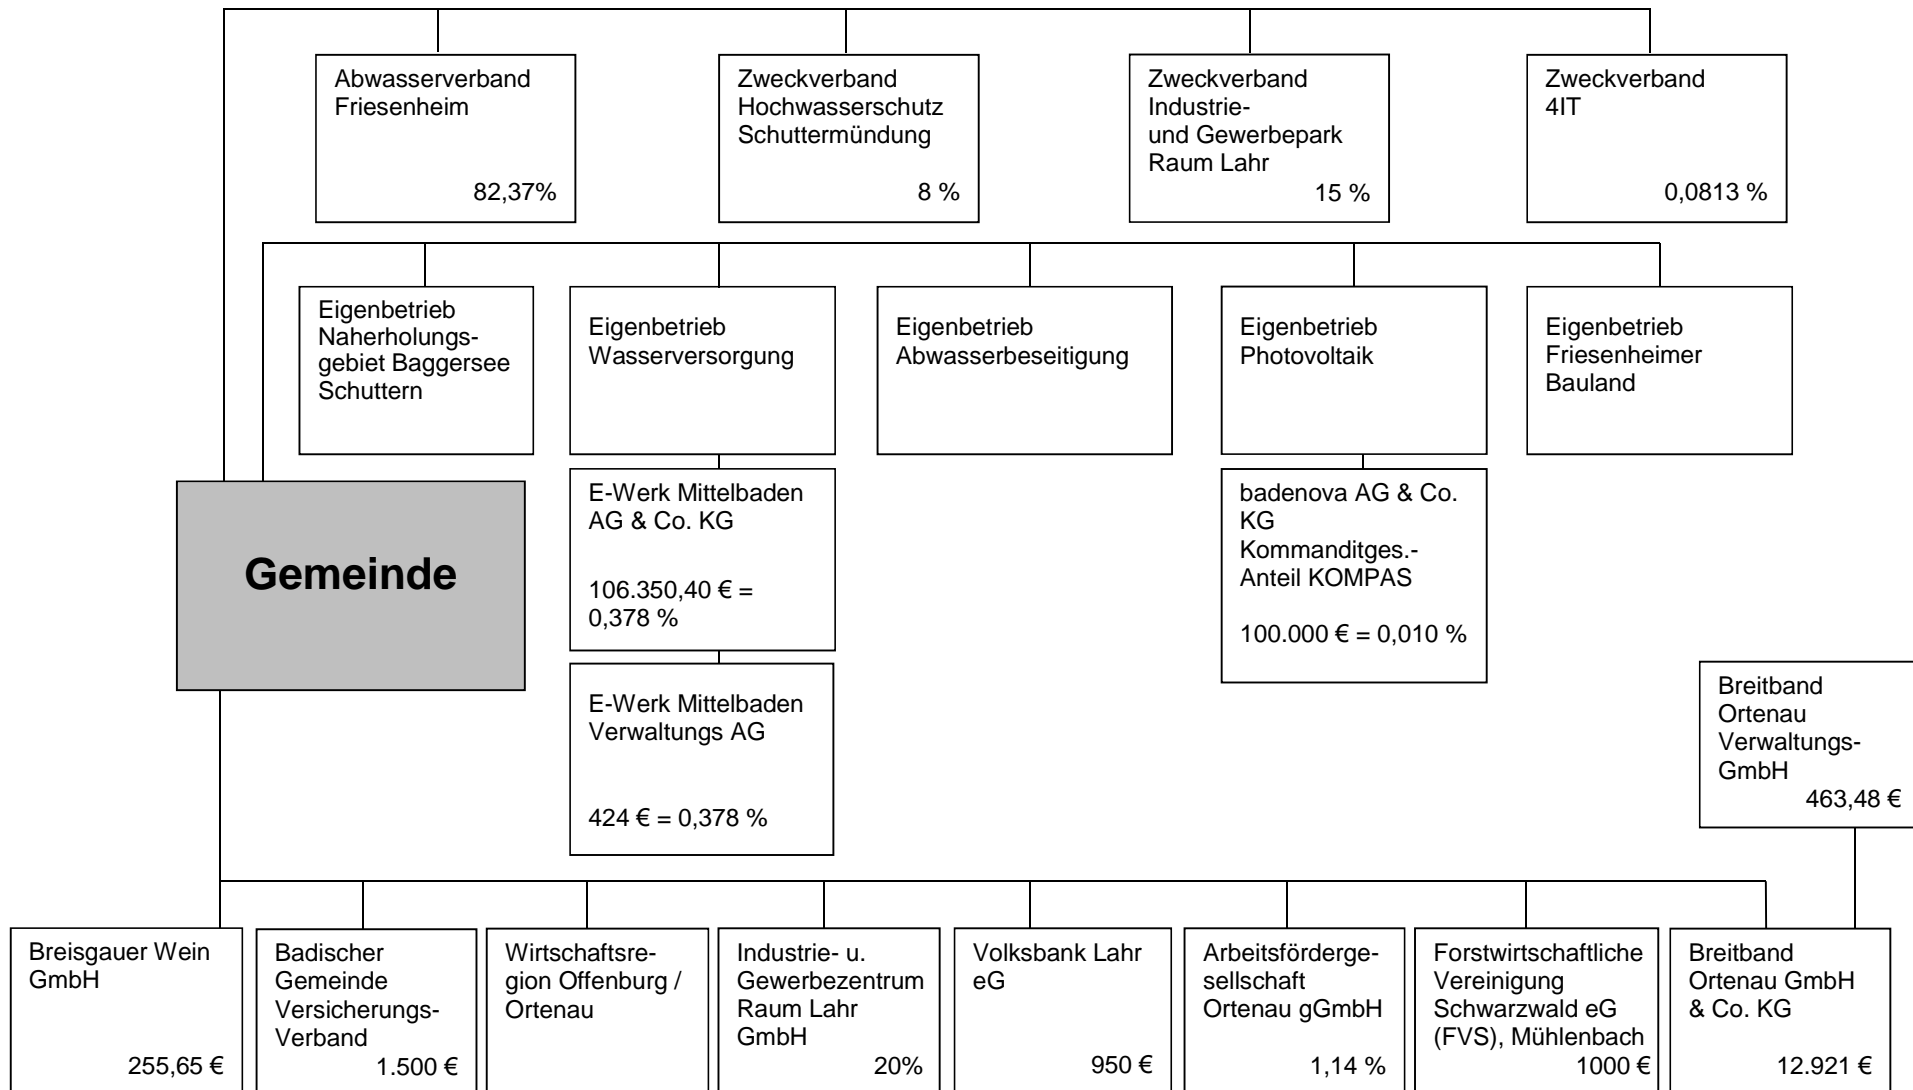 Abwasserverband
Friesenheim
82,37%
Zweckverband
Hochwasserschutz
Schuttermündung
8 %
Zweckverband
Industrie-
und Gewerbepark
Raum Lahr
15 %
Zweckverband
4IT
0,0813 %
Eigenbetrieb
Naherholungs-
gebiet Baggersee
Schuttern
Eigenbetrieb
Wasserversorgung
Eigenbetrieb
Abwasserbeseitigung
Eigenbetrieb
Photovoltaik
Eigenbetrieb
Friesenheimer
Bauland
Gemeinde
E-Werk Mittelbaden
AG & Co. KG
106.350,40 € =
0,378 %
badenova AG & Co.
KG
Kommanditges.-
Anteil KOMPAS
100.000 € = 0,010 %
E-Werk Mittelbaden
Verwaltungs AG
424 € = 0,378 %
Breitband
Ortenau
Verwaltungs-
GmbH
463,48 €
Breisgauer Wein
GmbH
255,65 €
Badischer
Gemeinde
Versicherungs-
Verband
1.500 €
Wirtschaftsre-
gion Offenburg /
Ortenau
Industrie- u.
Gewerbezentrum
Raum Lahr
GmbH
20%
Volksbank Lahr
eG
950 €
Arbeitsförderge-
sellschaft
Ortenau gGmbH
1,14 %
Forstwirtschaftliche
Vereinigung
Schwarzwald eG
(FVS), Mühlenbach
1000 €
Breitband
Ortenau GmbH
& Co. KG
12.921 €